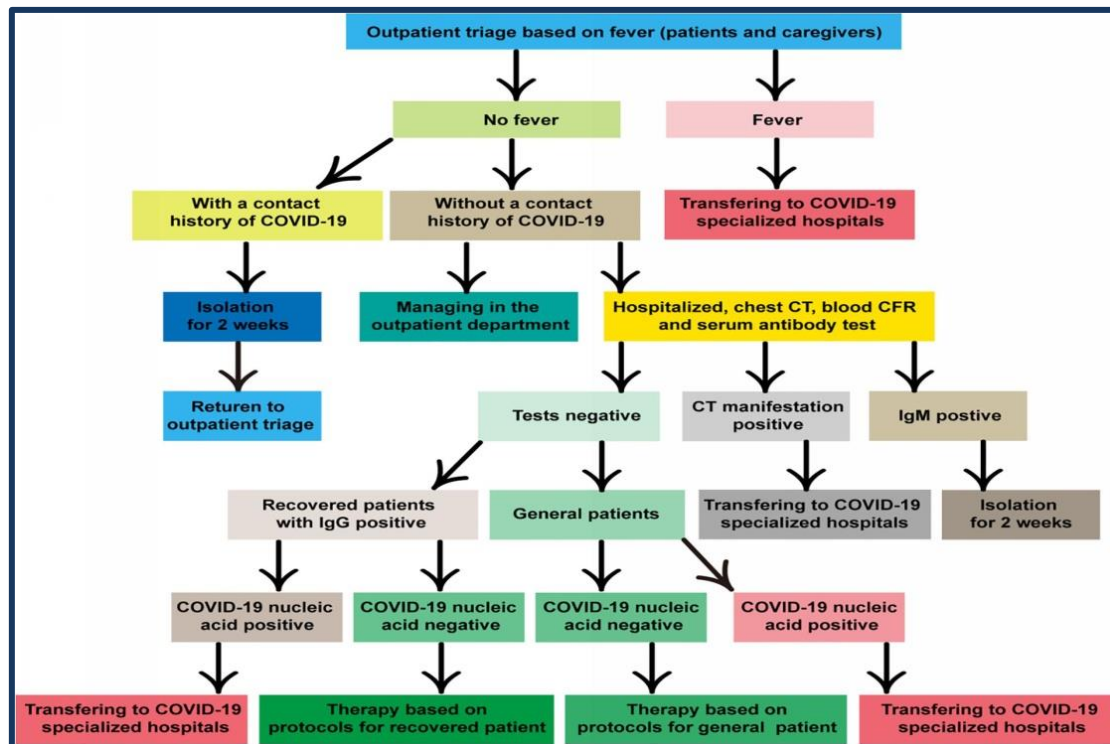 Outpatient triage based on fever (patients and caregivers)
No fever
Fever
With a contact
history of COVID-19
Without a contact
history of COVID-19
Transfering to COVID-19
specialized hospitals
Isolation
for 2 weeks
Managing in the
outpatient department
Hospitalized, chest CT, blood CFR
and serum antibody test
Returen to
outpatient triage
Tests negative
CT manifestation
positive
IgM postive
Recovered patients
with IgG positive
General patients
Transfering to COVID-19
specialized hospitals
Isolation
for 2 weeks
COVID-19 nucleic
acid positive
COVID-19 nucleic
acid negative
COVID-19 nucleic
acid negative
COVID-19 nucleic
acid positive
Transfering to COVID-19
specialized hospitals
Therapy based on
protocols for recovered patient
Therapy based on
protocols for general patient
Transfering to COVID-19
specialized hospitals